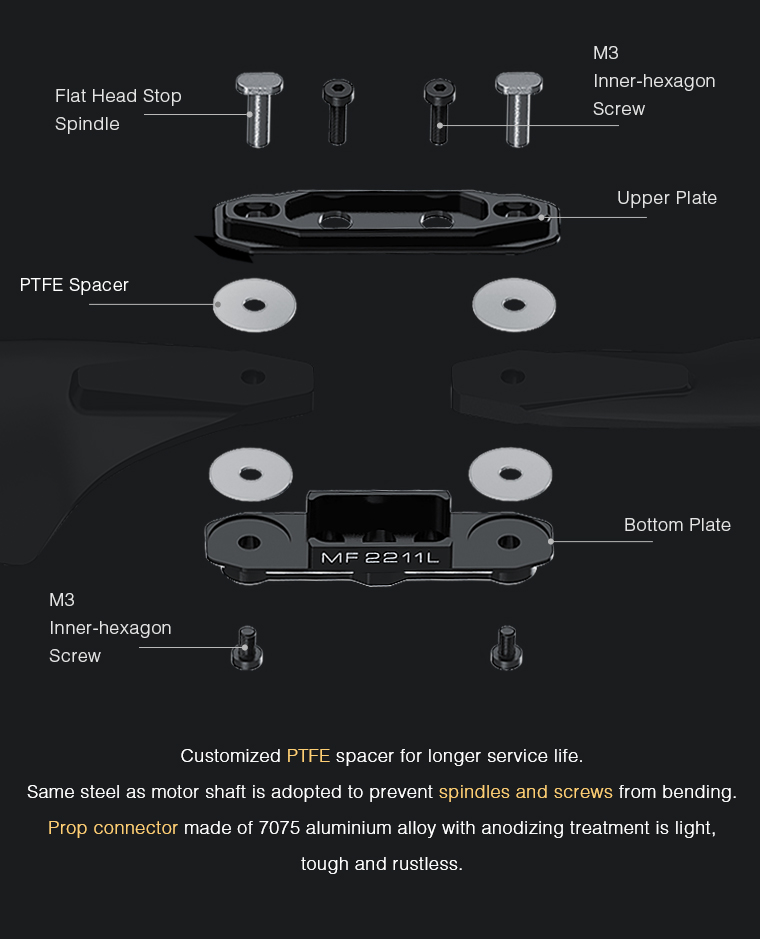 Flat Head Stop
Spindle
M3
Inner-hexagon
Screw
Upper Plate
PTFE Spacer
Bottom Plate
MF 2211L
M3
Inner-hexagon
Screw
Customized PTFE spacer for longer service life.
Same steel as motor shaft is adopted to prevent spindles and screws from bending.
Prop connector made of 7075 aluminium alloy with anodizing treatment is light,
tough and rustless.